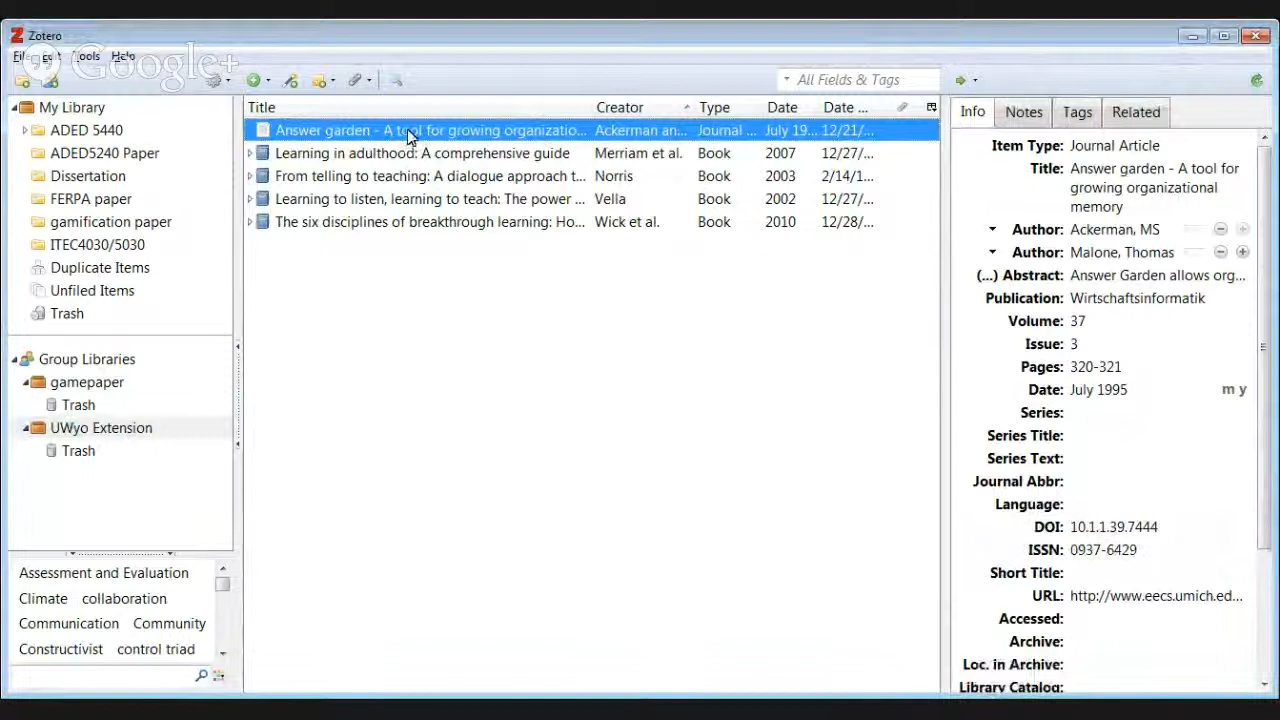 Zotero
File Edit Tools Help
Google+
All Fields & Tags
My Library
ADED 5440
ADED5240 Paper
Dissertation
FERPA paper
gamification paper
ITEC4030/5030
Duplicate Items
Unfiled Items
Trash
Group Libraries
gamepaper
Trash
UWyo Extension
Trash
Assessment and Evaluation
Climate collaboration
Communication Community
Constructivist control triad
Title Creator Type Date Date ...
Answer garden - A tool for growing organizatio... Ackerman an... Journal ... July 19... 12/21/...
Learning in adulthood: A comprehensive guide Merriam et al. Book 2007 12/27/...
From telling to teaching: A dialogue approach t... Norris Book 2003 2/14/1...
Learning to listen, learning to teach: The power ... Vella Book 2002 12/27/...
The six disciplines of breakthrough learning: Ho... Wick et al. Book 2010 12/28/...
Info Notes Tags Related
Item Type: Journal Article
Title: Answer garden - A tool for
growing organizational
memory
Author: Ackerman, MS
Author: Malone, Thomas
(...) Abstract: Answer Garden allows org...
Publication: Wirtschaftsinformatik
Volume: 37
Issue: 3
Pages: 320-321
Date: July 1995 m y
Series:
Series Title:
Series Text:
Journal Abbr:
Language:
DOI: 10.1.1.39.7444
ISSN: 0937-6429
Short Title:
URL: http://www.eecs.umich.ed...
Accessed:
Archive:
Loc. in Archive:
Library Catalog: